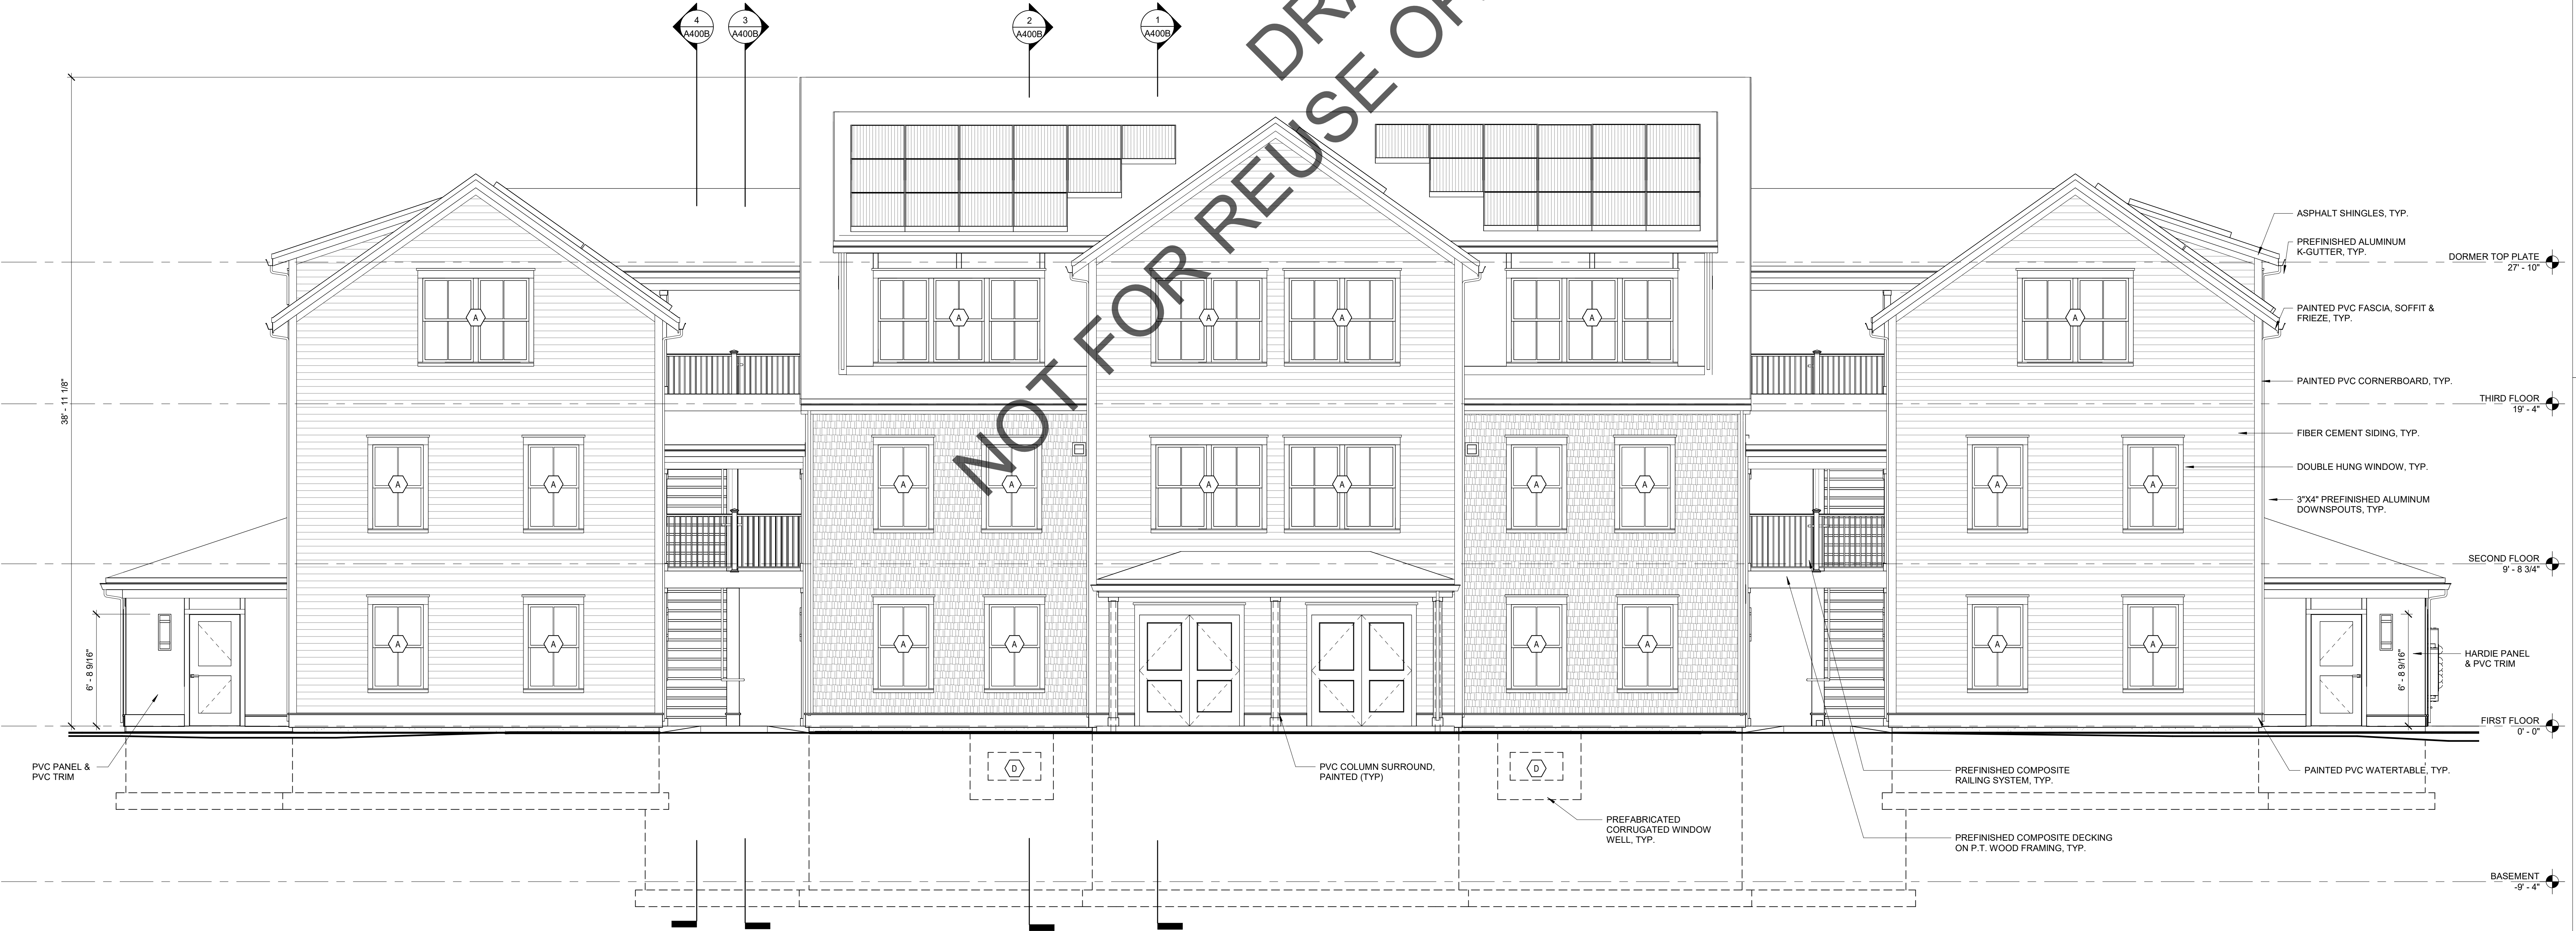 4
A400B
3
A400B
2
A400B
1
A400B
NOT FOR REUSE OR
DRA
38' - 11 1/8"
ASPHALT SHINGLES, TYP.
PREFINISHED ALUMINUM
K-GUTTER, TYP.
DORMER TOP PLATE
27' - 10"
PAINTED PVC FASCIA, SOFFIT &
FRIEZE, TYP.
A
A
A
A
A
A
PAINTED PVC CORNERBOARD, TYP.
THIRD FLOOR
19' - 4"
FIBER CEMENT SIDING, TYP.
DOUBLE HUNG WINDOW, TYP.
A
A
A
A
A
A
A
A
A
A
3"X4" PREFINISHED ALUMINUM
DOWNSPOUTS, TYP.
SECOND FLOOR
9' - 8 3/4"
A
A
A
A
A
A
A
A
6' - 8 9/16"
6' - 8 9/16"
HARDIE PANEL
& PVC TRIM
FIRST FLOOR
0' - 0"
PVC PANEL &
PVC TRIM
D
PVC COLUMN SURROUND,
PAINTED (TYP)
D
PREFINISHED COMPOSITE
RAILING SYSTEM, TYP.
PAINTED PVC WATERTABLE, TYP.
PREFABRICATED
CORRUGATED WINDOW
WELL, TYP.
PREFINISHED COMPOSITE DECKING
ON P.T. WOOD FRAMING, TYP.
BASEMENT
-9' - 4"